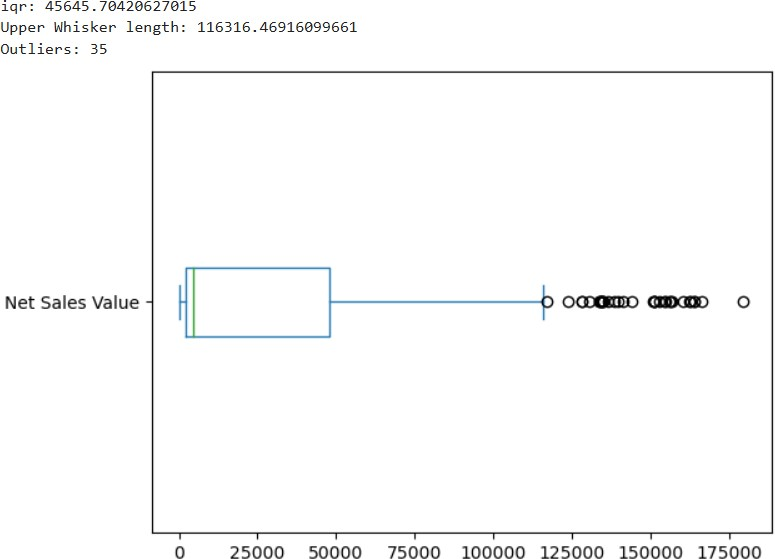 iqr: 45645.70420627015
Upper Whisker length: 116316.46916099661
Outliers: 35
Net Sales Value
0 25000 50000 75000 100000 125000 150000 175000